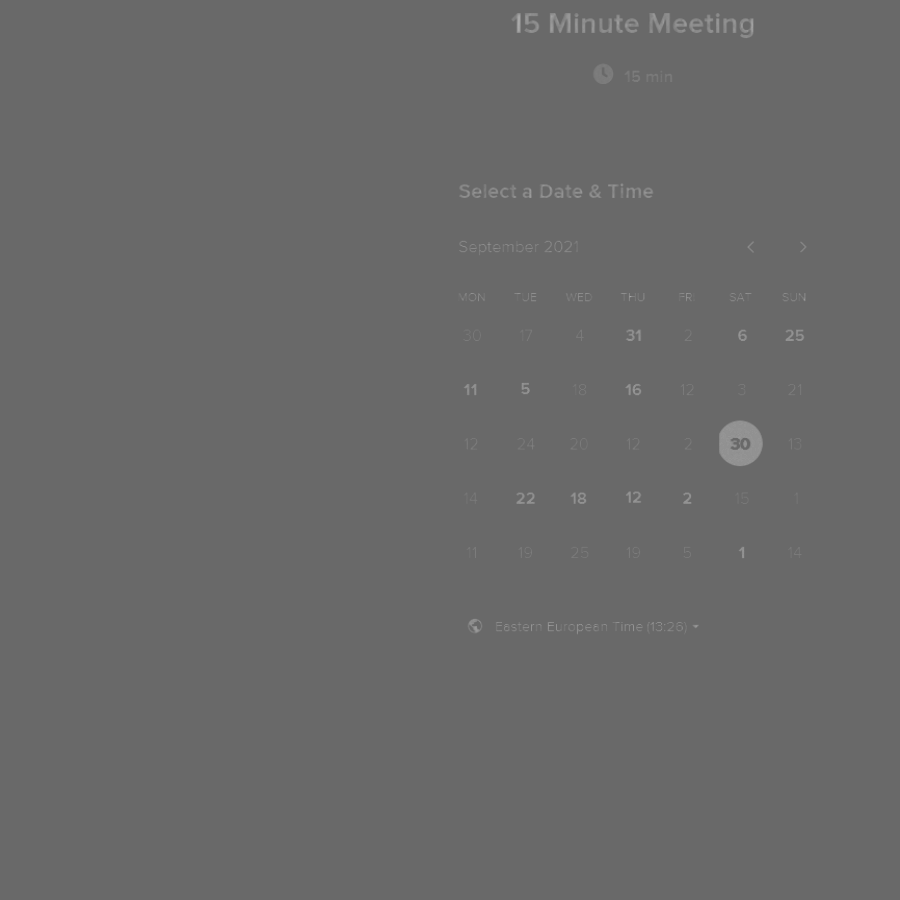 15 Minute Meeting
15 min
Select a Date & Time
September 2021
MON TUE WED THU FRI SAT SUN
30 17 4 31 2 6 25
11 5 18 16 12 3 21
12 24 20 12 2 30 13
14 22 18 12 2 15 1
11 19 25 19 5 1 14
Eastern European Time (13:26)